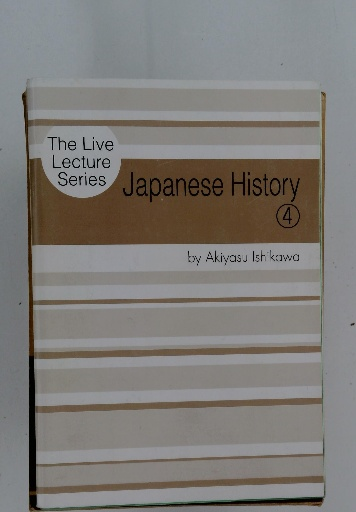 The Live
Lecture
Series
Japanese History
④
by Akiyasu Ishikawa